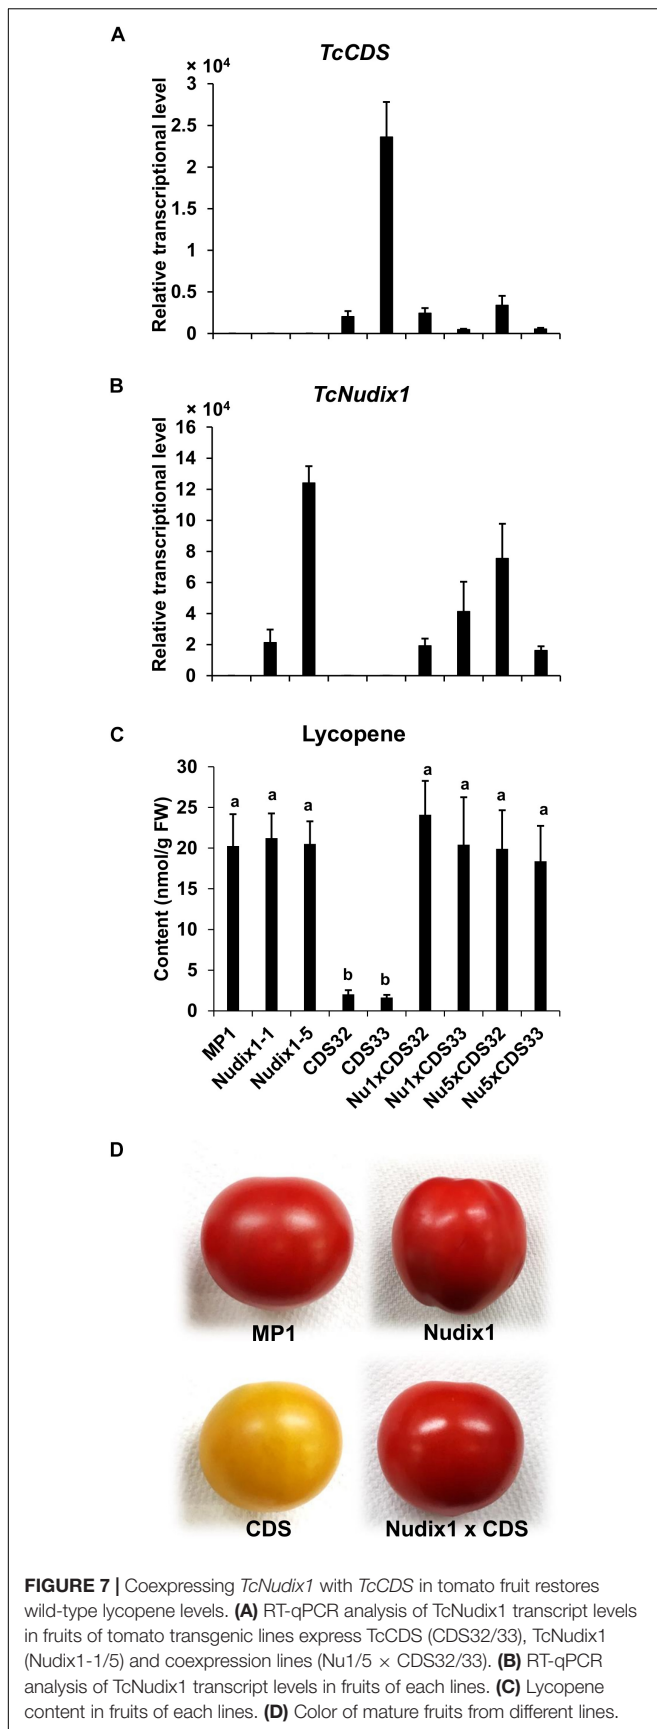 A
TcCDS
× 10⁴
3
2.5
2
1.5
1
0.5
0
Relative transcriptional level
B
TcNudix1
× 10⁴
16
14
12
10
8
6
4
2
0
Relative transcriptional level
C
Lycopene
30
25
20
15
10
5
0
Content (nmol/g FW)
a a a b b a a a a
MP1
Nudix1-1
Nudix1-5
CDS32
CDS33
Nu1xCDS32
Nu1xCDS33
Nu5xCDS32
Nu5xCDS33
D
MP1
Nudix1
CDS
Nudix1 x CDS
FIGURE 7 | Coexpressing TcNudix1 with TcCDS in tomato fruit restores
wild-type lycopene levels. (A) RT-qPCR analysis of TcNudix1 transcript levels
in fruits of tomato transgenic lines express TcCDS (CDS32/33), TcNudix1
(Nudix1-1/5) and coexpression lines (Nu1/5 × CDS32/33). (B) RT-qPCR
analysis of TcNudix1 transcript levels in fruits of each lines. (C) Lycopene
content in fruits of each lines. (D) Color of mature fruits from different lines.